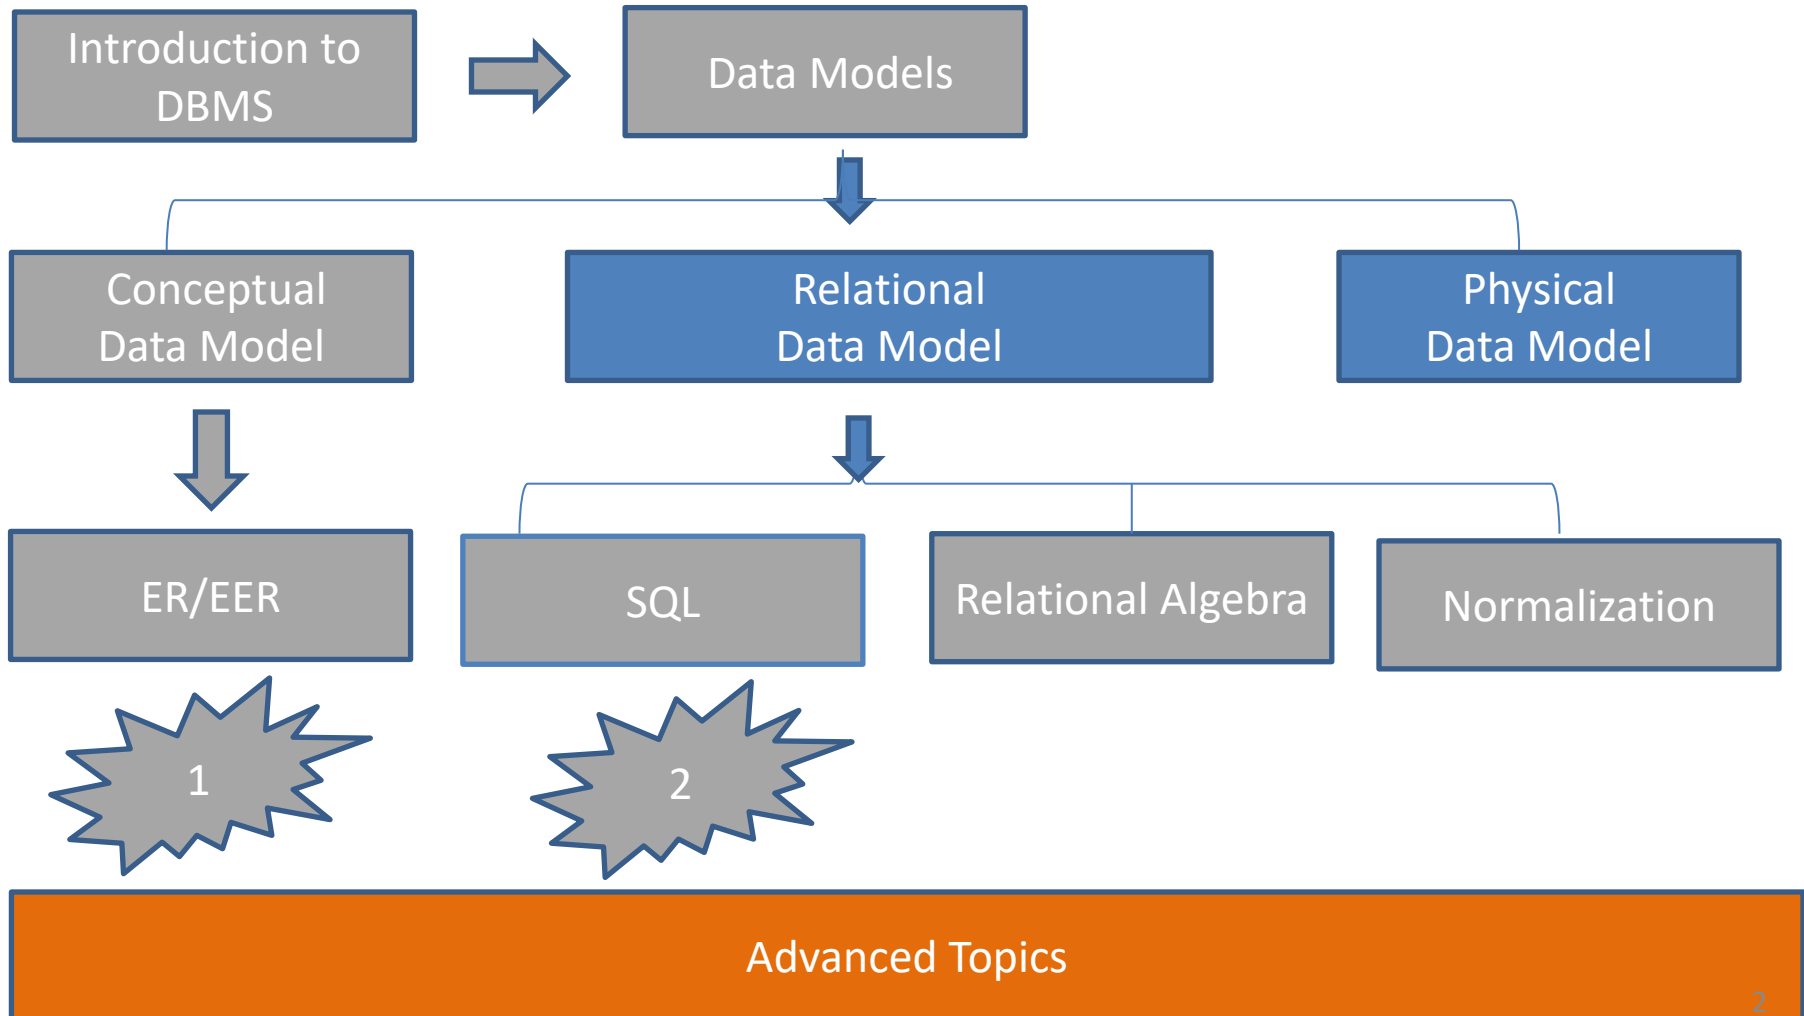 Introduction to
DBMS
Data Models
Conceptual
Data Model
Relational
Data Model
Physical
Data Model
ER/EER
SQL
Relational Algebra
Normalization
1
2
Advanced Topics
2